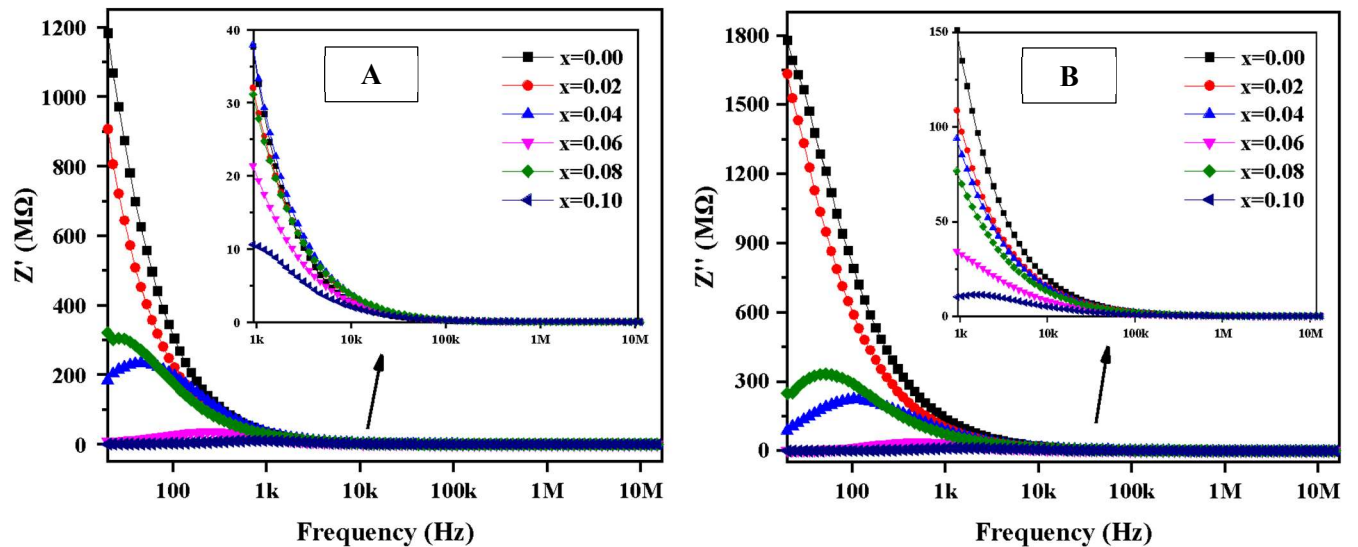 1200
1000
800
600
400
200
0
Z' (MΩ)
100
1k
10k
100k
1M
10M
Frequency (Hz)
40
30
20
10
0
1k
10k
100k
1M
10M
A
x=0.00
x=0.02
x=0.04
x=0.06
x=0.08
x=0.10
1800
1500
1200
900
600
300
0
Z'' (MΩ)
100
1k
10k
100k
1M
10M
Frequency (Hz)
150
100
50
0
1k
10k
100k
1M
10M
B
x=0.00
x=0.02
x=0.04
x=0.06
x=0.08
x=0.10